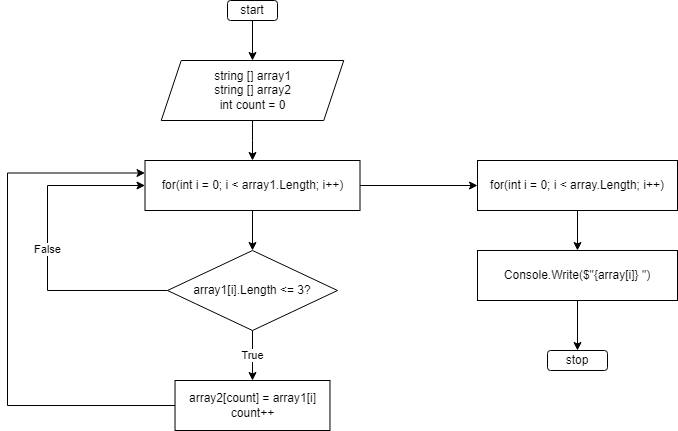 start
string [] array1
string [] array2
int count = 0
for(int i = 0; i < array1.Length; i++)
for(int i = 0; i < array.Length; i++)
False
array1[i].Length <= 3?
Console.Write($"{array[i]} ")
True
stop
array2[count] = array1[i]
count++